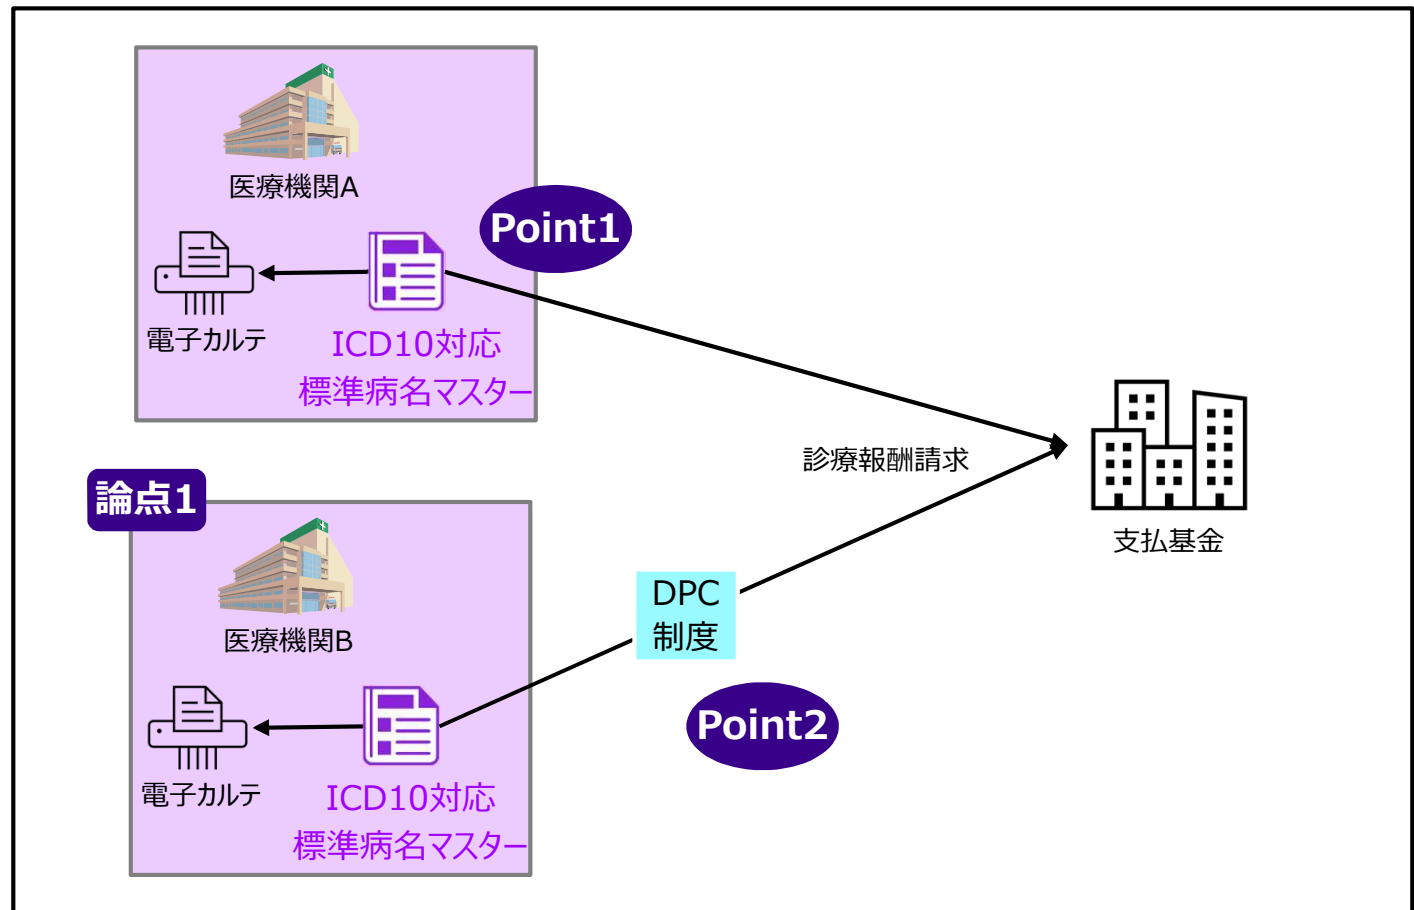 医療機関A
Point1
電子カルテ
ICD10対応
標準病名マスター
診療報酬請求
支払基金
論点1
医療機関B
DPC
制度
Point2
電子カルテ
ICD10対応
標準病名マスター